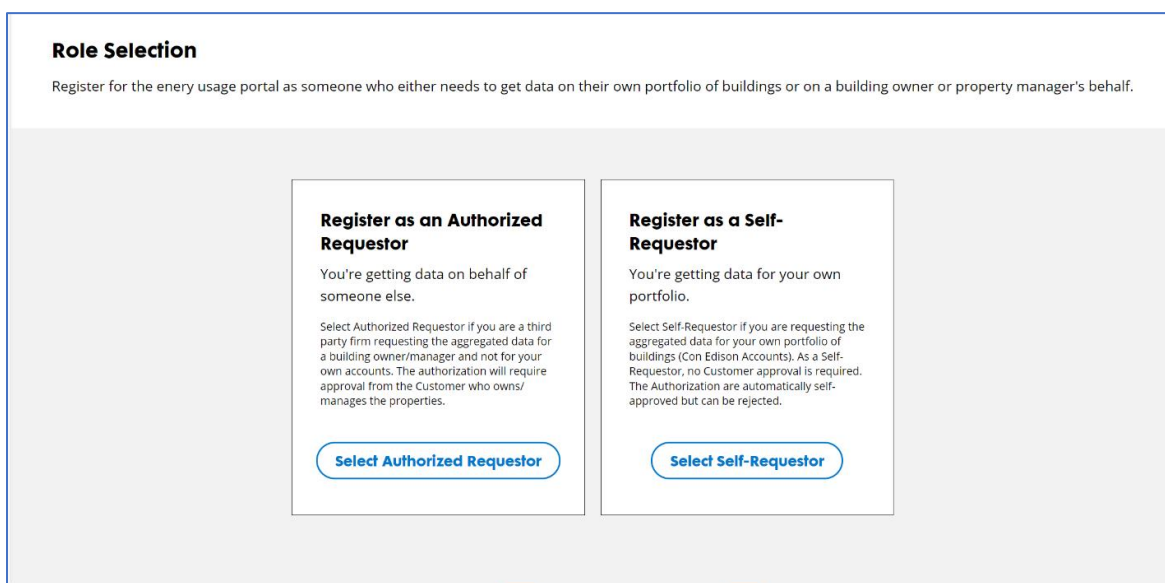 Role Selection
Register for the enery usage portal as someone who either needs to get data on their own portfolio of buildings or on a building owner or property manager's behalf.
Register as an Authorized
Requestor
You're getting data on behalf of
someone else.
Select Authorized Requestor if you are a third
party firm requesting the aggregated data for
a building owner/manager and not for your
own accounts. The authorization will require
approval from the Customer who owns/
manages the properties.
Select Authorized Requestor
Register as a Self-
Requestor
You're getting data for your own
portfolio.
Select Self-Requestor if you are requesting the
aggregated data for your own portfolio of
buildings (Con Edison Accounts). As a Self-
Requestor, no Customer approval is required.
The Authorization are automatically self-
approved but can be rejected.
Select Self-Requestor